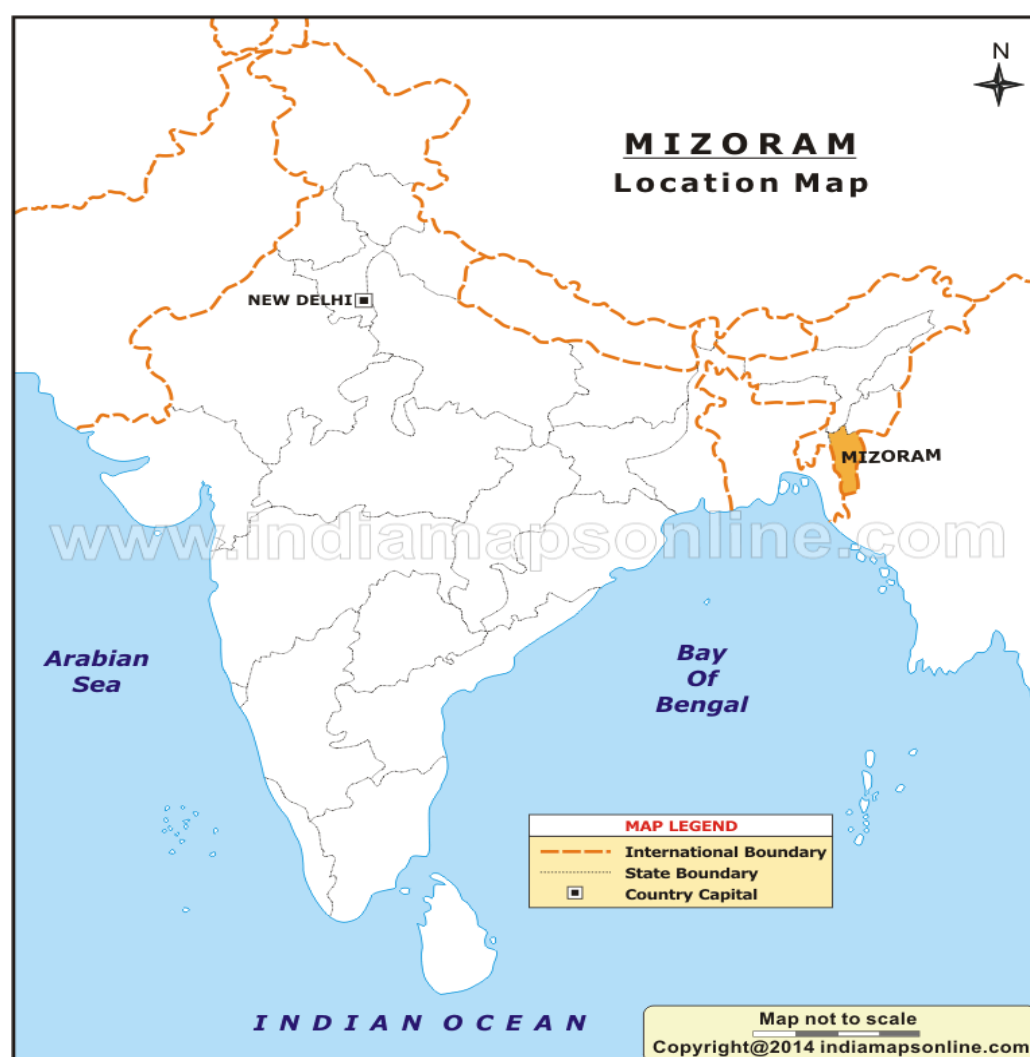 N
MIZORAM
Location Map
NEW DELHI
MIZORAM
www.indiamapsonline.com
Arabian
Sea
Bay
Of
Bengal
MAP LEGEND
International Boundary
State Boundary
Country Capital
INDIAN OCEAN
Map not to scale
Copyright@2014 indiamapsonline.com